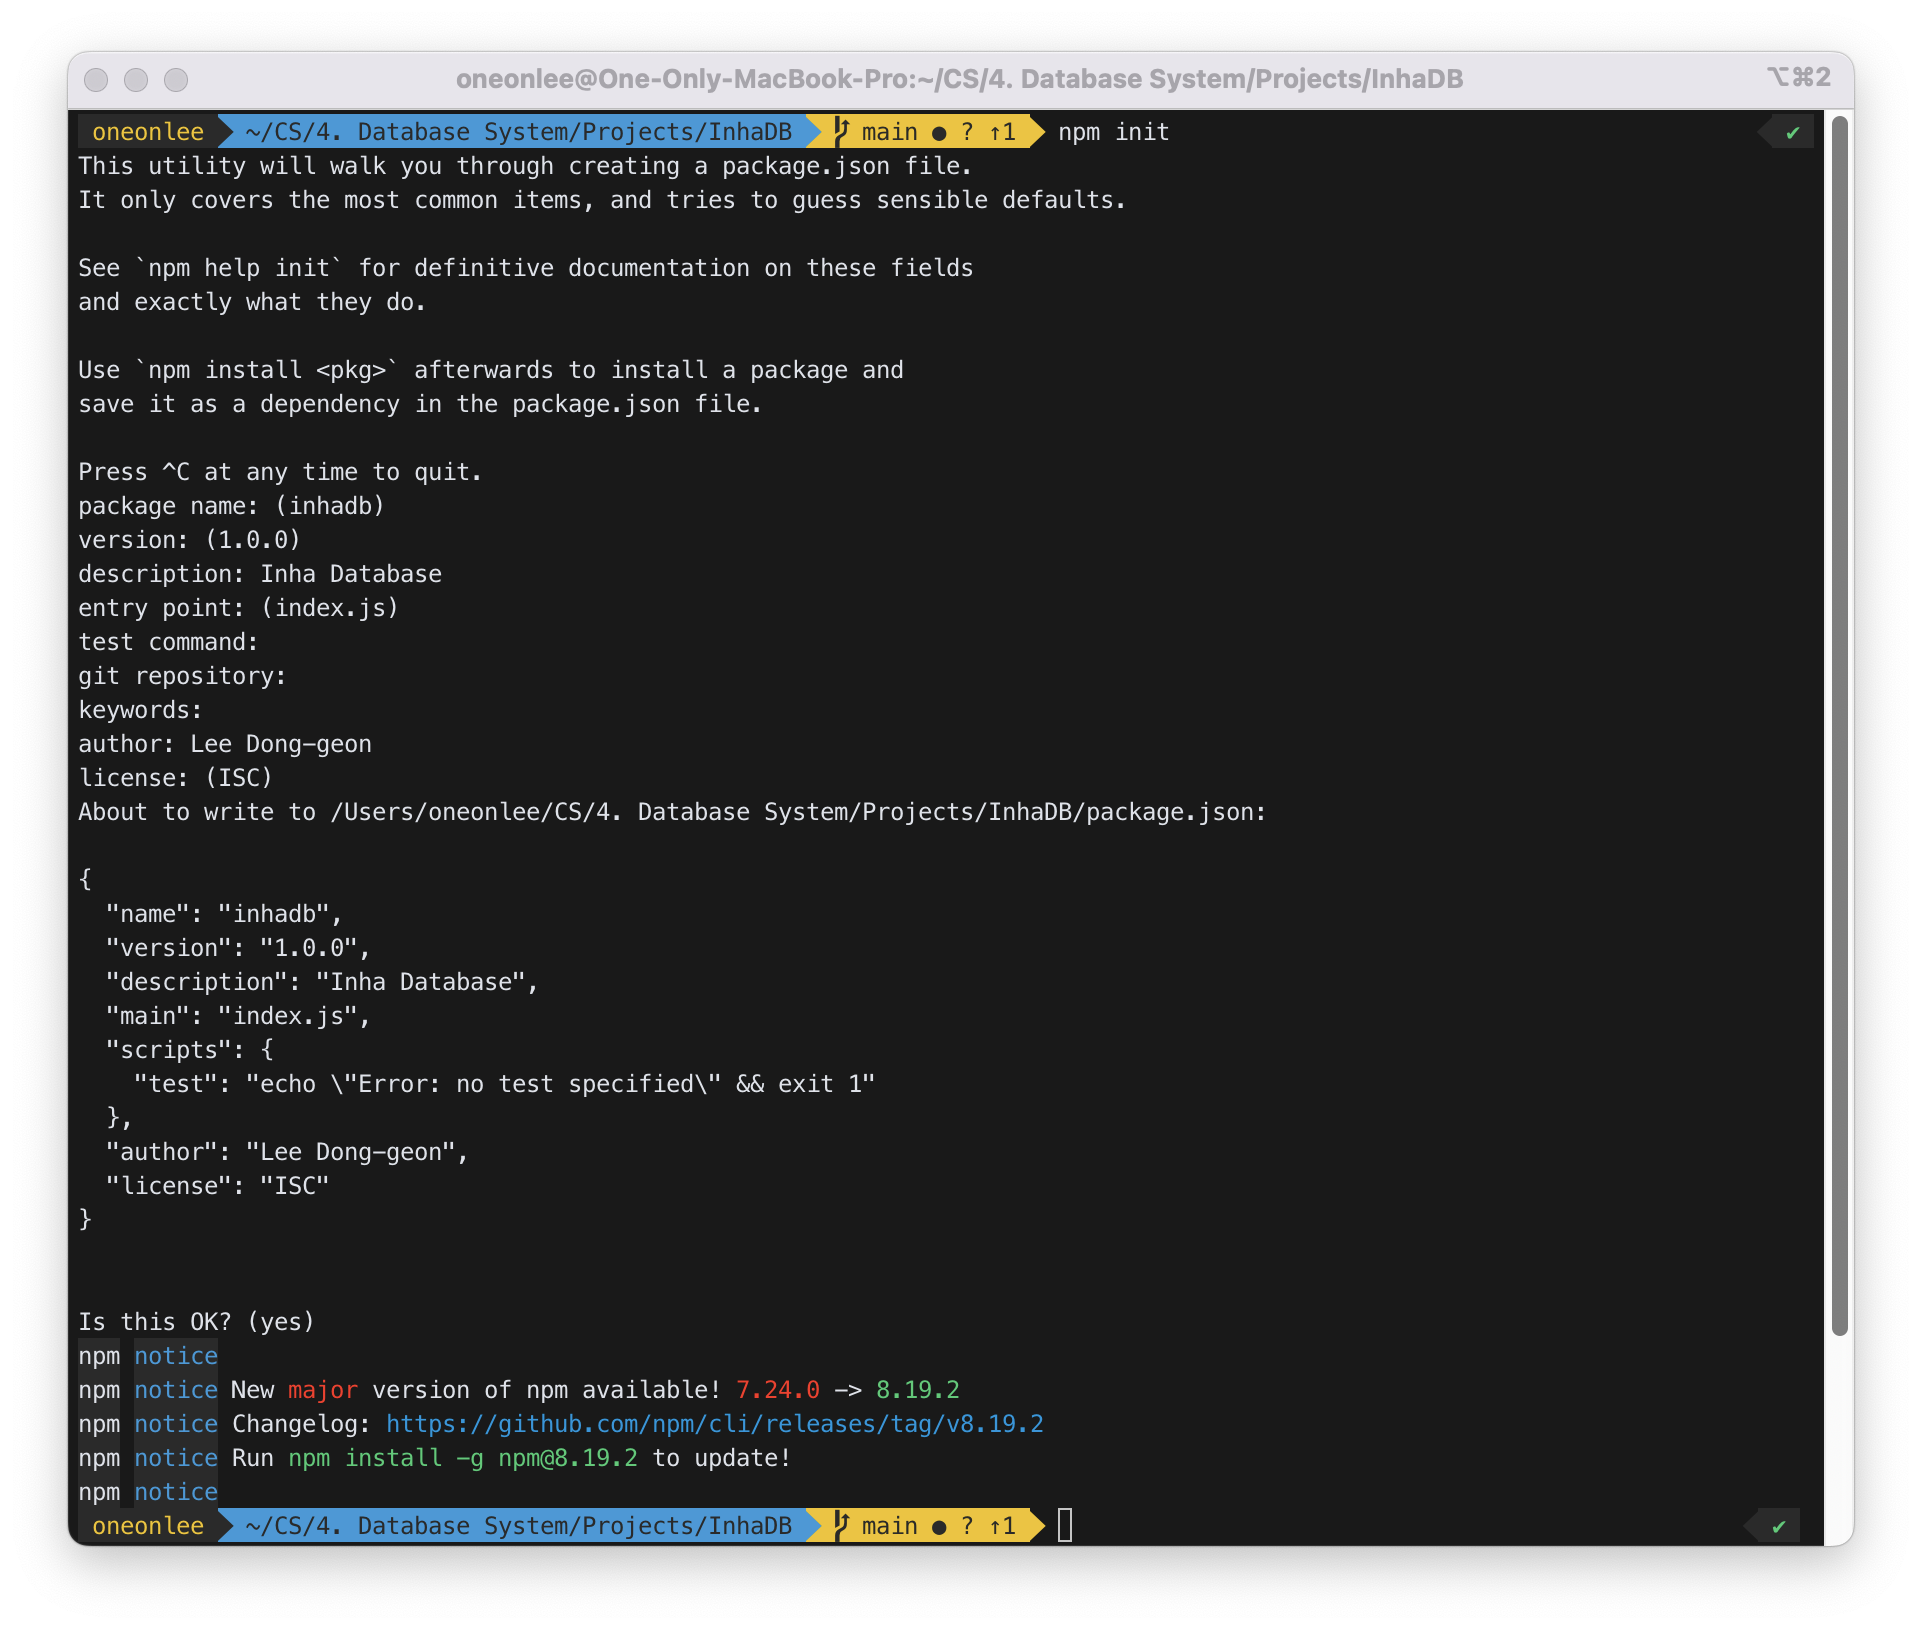 oneonlee@One-Only-MacBook-Pro:~/CS/4. Database System/Projects/InhaDB ⌥⌘2
oneonlee ~/CS/4. Database System/Projects/InhaDB main ● ? ↑1 npm init ✔
This utility will walk you through creating a package.json file.
It only covers the most common items, and tries to guess sensible defaults.
See `npm help init` for definitive documentation on these fields
and exactly what they do.
Use `npm install <pkg>` afterwards to install a package and
save it as a dependency in the package.json file.
Press ^C at any time to quit.
package name: (inhadb)
version: (1.0.0)
description: Inha Database
entry point: (index.js)
test command:
git repository:
keywords:
author: Lee Dong-geon
license: (ISC)
About to write to /Users/oneonlee/CS/4. Database System/Projects/InhaDB/package.json:
{
  "name": "inhadb",
  "version": "1.0.0",
  "description": "Inha Database",
  "main": "index.js",
  "scripts": {
    "test": "echo \"Error: no test specified\" && exit 1"
  },
  "author": "Lee Dong-geon",
  "license": "ISC"
}
Is this OK? (yes)
npm notice
npm notice New major version of npm available! 7.24.0 -> 8.19.2
npm notice Changelog: https://github.com/npm/cli/releases/tag/v8.19.2
npm notice Run npm install -g npm@8.19.2 to update!
npm notice
oneonlee ~/CS/4. Database System/Projects/InhaDB main ● ? ↑1 ✔